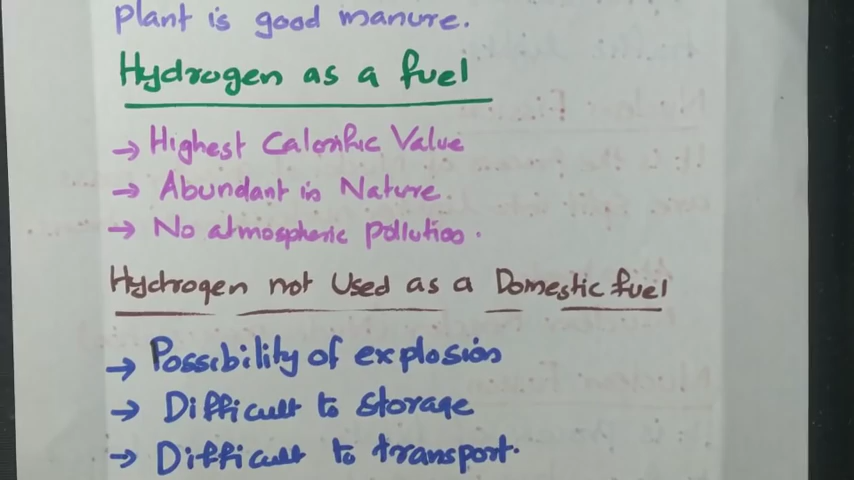 plant is good manure.
Hydrogen as a fuel
→ Highest Calorific Value
→ Abundant in Nature.
→ No atmospheric pollution.
Hydrogen not Used as a Domestic fuel
→ Possibility of explosion
→ Difficult to storage
→ Difficult to transport.